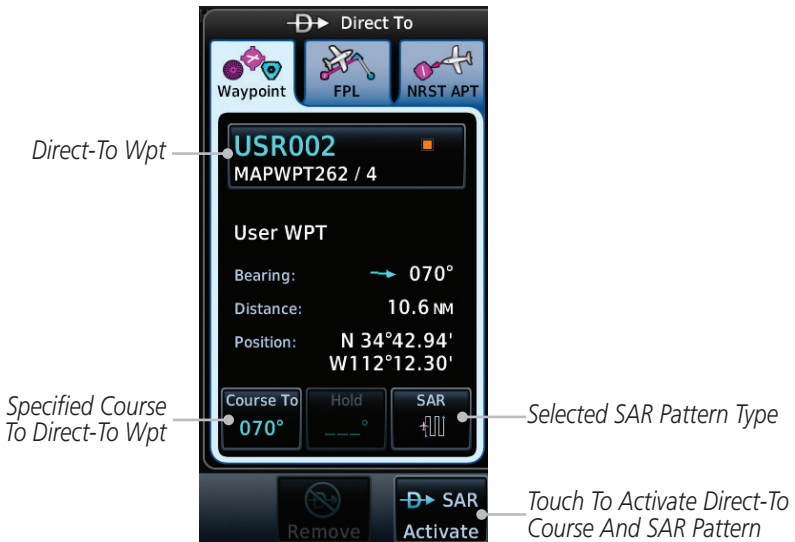 Direct To
Waypoint
FPL
NRST APT
Direct-To Wpt
USR002
MAPWPT262 / 4
User WPT
Bearing: 070°
Distance: 10.6 NM
Position: N 34°42.94'
W112°12.30'
Specified Course
To Direct-To Wpt
Course To
070°
Hold
___°
SAR
Selected SAR Pattern Type
Remove
D SAR
Activate
Touch To Activate Direct-To
Course And SAR Pattern